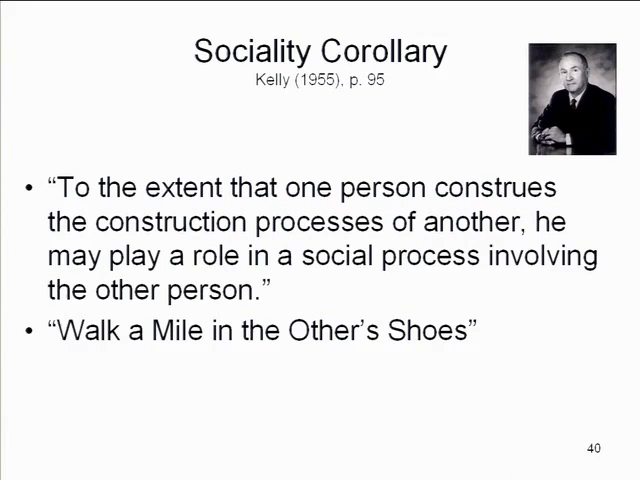 Sociality Corollary
Kelly (1955), p. 95
• “To the extent that one person construes
the construction processes of another, he
may play a role in a social process involving
the other person.”
• “Walk a Mile in the Other’s Shoes”
40